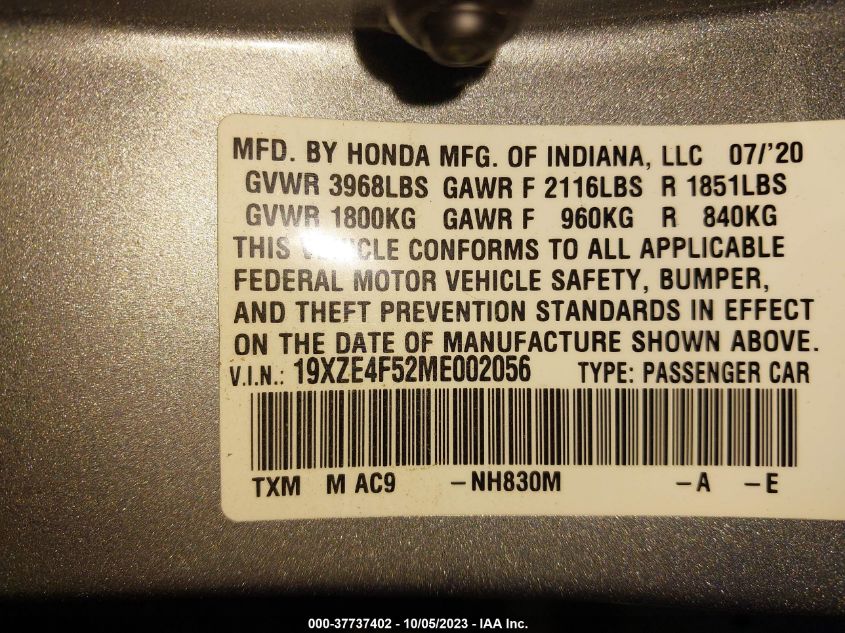 MFD. BY HONDA MFG. OF INDIANA, LLC 07/'20
GVWR 3968LBS GAWR F 2116LBS R 1851LBS
GVWR 1800KG GAWR F 960KG R 840KG
THIS CLE CONFORMS TO ALL APPLICABLE
FEDERAL MOTOR VEHICLE SAFETY, BUMPER,
AND THEFT PREVENTION STANDARDS IN EFFECT
ON THE DATE OF MANUFACTURE SHOWN ABOVE.
V.I.N.: 19XZE4F52ME002056 TYPE: PASSENGER CAR
TXM M AC9 -NH830M -A -E
000-37737402 - 10/05/2023 - IAA Inc.